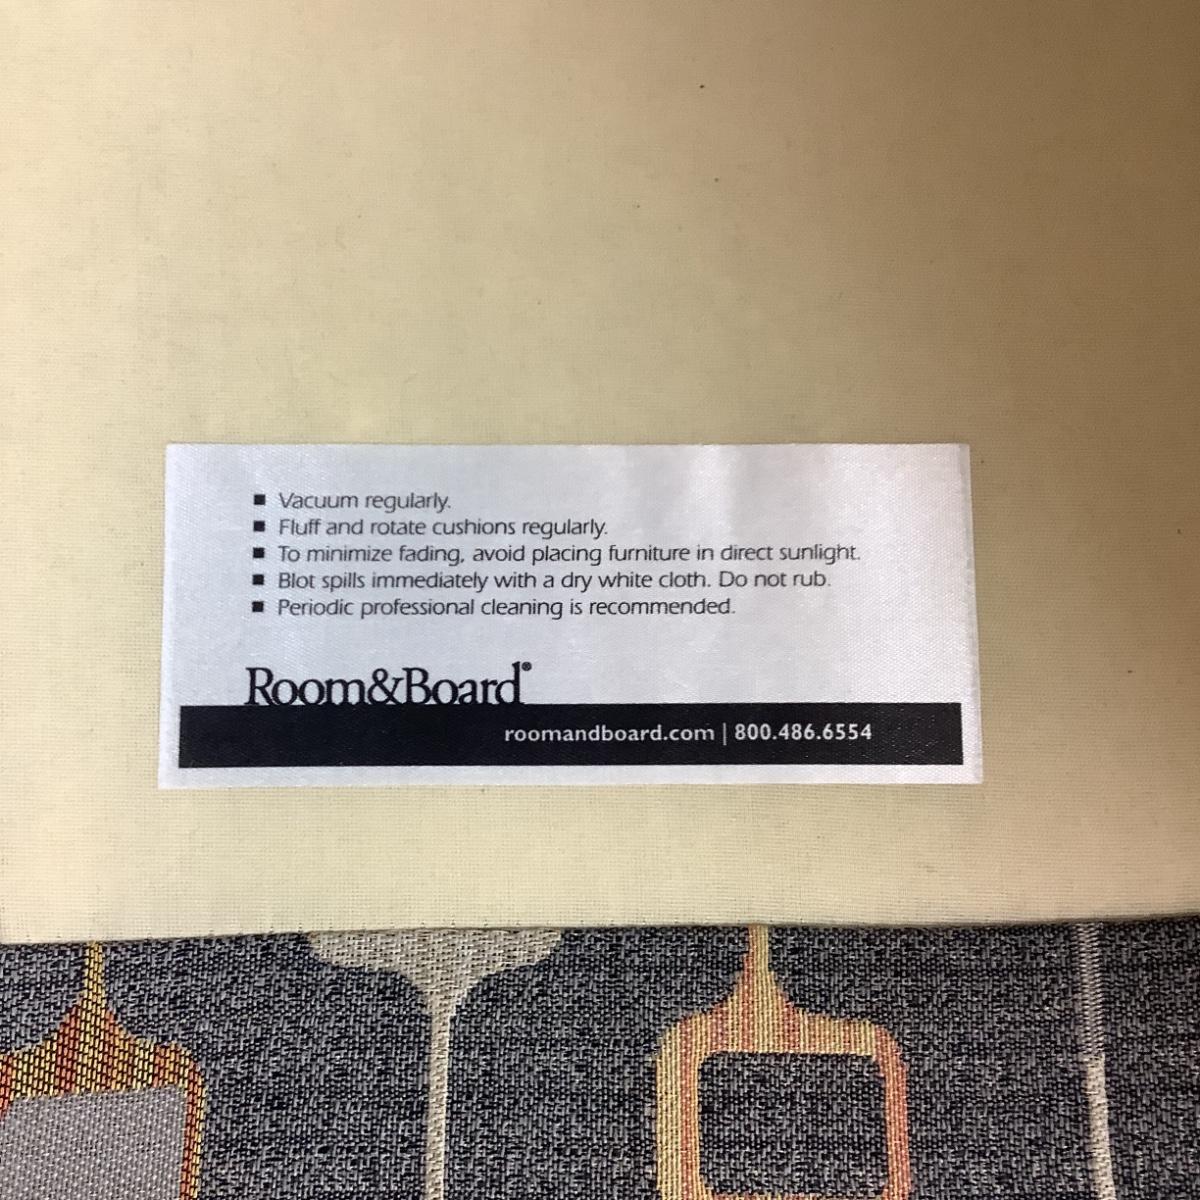 ▪ Vacuum regularly.
▪ Fluff and rotate cushions regularly.
▪ To minimize fading, avoid placing furniture in direct sunlight.
▪ Blot spills immediately with a dry white cloth. Do not rub.
▪ Periodic professional cleaning is recommended.
Room&Board®
roomandboard.com | 800.486.6554